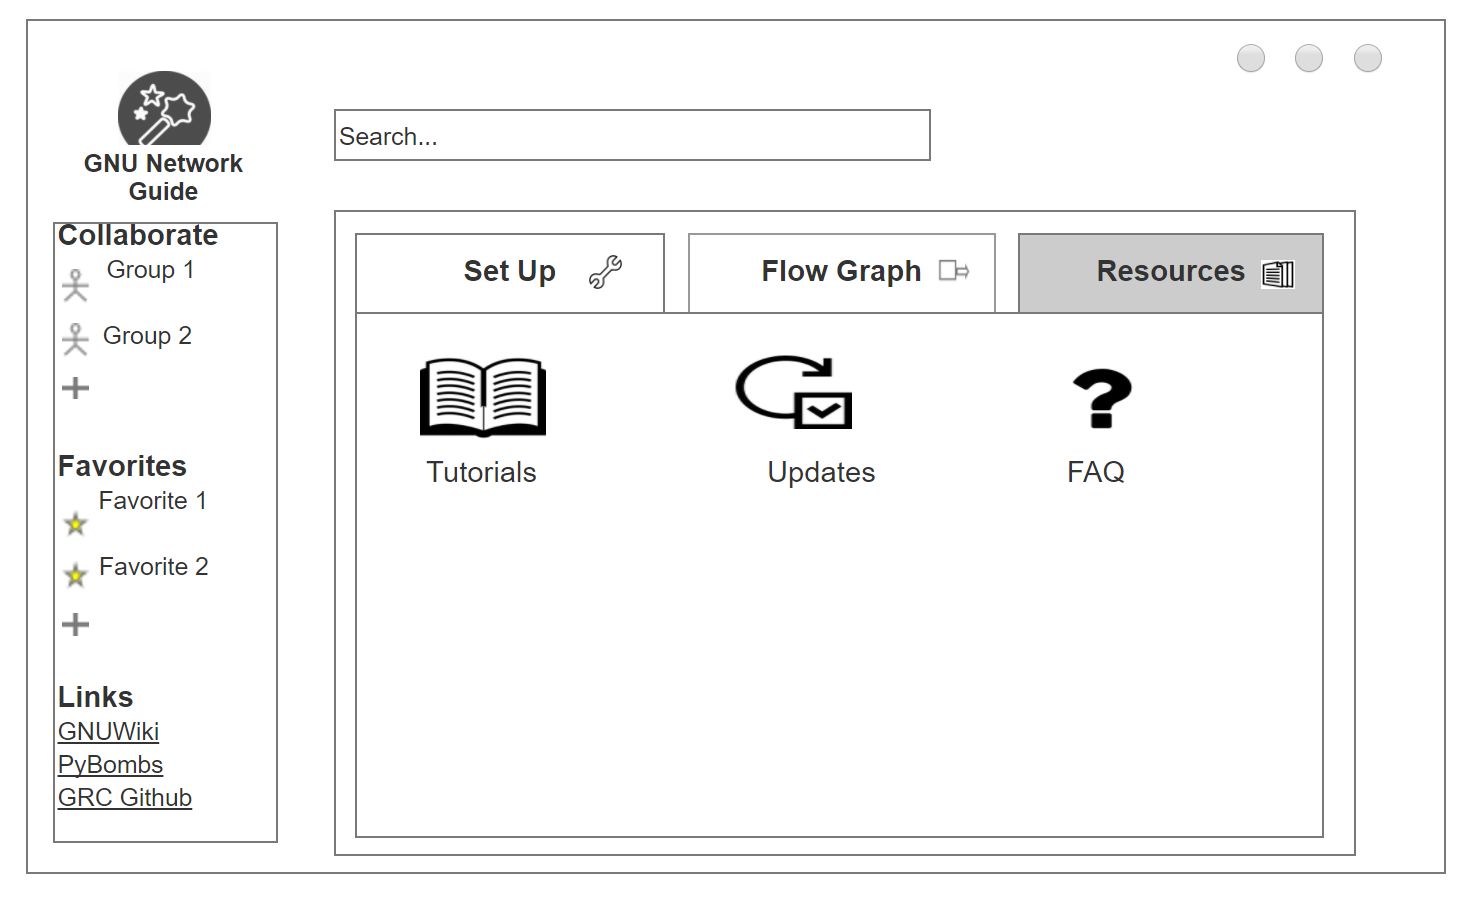 GNU Network
Guide
Search...
Collaborate
Group 1
Group 2
Favorites
Favorite 1
Favorite 2
Links
GNUWiki
PyBombs
GRC Github
Set Up
Flow Graph
Resources
Tutorials
Updates
FAQ